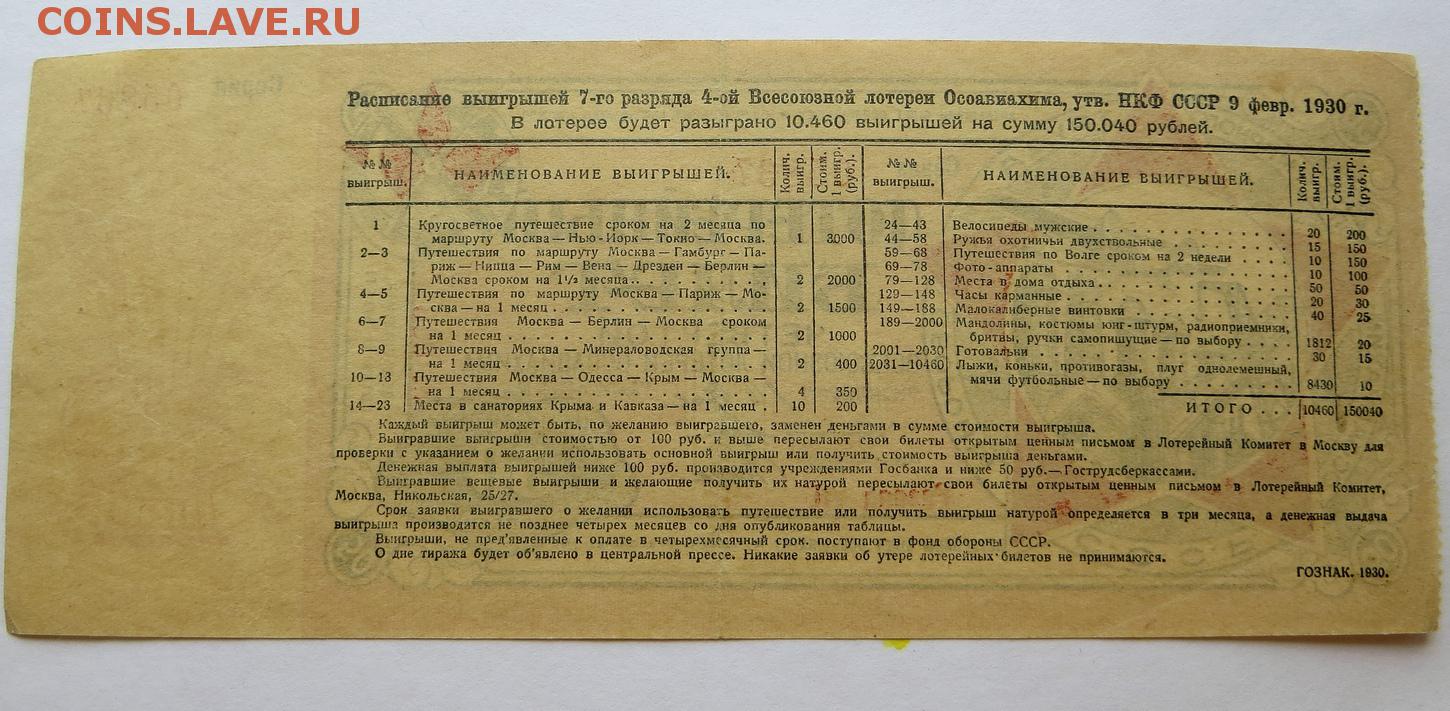 COINS.LAVE.RU
Серия
Расписание выигрышей 7-го разряда 4-ой Всесоюзной лотереи Осоавиахима, утв. НКФ СССР 9 февр. 1930 г.
В лотерее будет разыграно 10.460 выигрышей на сумму 150.040 рублей.
№№ выигрыш. НАИМЕНОВАНИЕ ВЫИГРЫШЕЙ. Колич. выигр. Стоим. 1 выигр. (руб.).
1 Кругосветное путешествие сроком на 2 месяца по
маршруту Москва — Нью-Йорк — Токио — Москва. 1 3000
2—3 Путешествия по маршруту Москва — Гамбург — Па-
риж — Ницца — Рим — Вена — Дрезден — Берлин —
Москва сроком на 1½ месяца. . . . . . . . . . 2 2000
4—5 Путешествия по маршруту Москва — Париж — Мо-
сква — на 1 месяц . . . . . . . . . . . . . . 2 1500
6—7 Путешествия Москва — Берлин — Москва сроком
на 1 месяц . . . . . . . . . . . . . . . . . 2 1000
8—9 Путешествия Москва — Минераловодская группа —
на 1 месяц . . . . . . . . . . . . . . . . . 2 400
10—13 Путешествия Москва — Одесса — Крым — Москва —
на 1 месяц . . . . . . . . . . . . . . . . . 4 350
14—23 Места в санаториях Крыма и Кавказа — на 1 месяц . 10 200
№№ выигрыш. НАИМЕНОВАНИЕ ВЫИГРЫШЕЙ. Колич. выигр. Стоим. 1 выигр. (руб.).
24—43 Велосипеды мужские . . . . . . . . . . . . 20 200
44—58 Ружья охотничьи двухствольные . . . . . . . . 15 150
59—68 Путешествия по Волге сроком на 2 недели . . . . 10 150
69—78 Фото-аппараты . . . . . . . . . . . . . . 10 100
79—128 Места в дома отдыха . . . . . . . . . . . . 50 50
129—148 Часы карманные . . . . . . . . . . . . . 20 30
149—188 Малокалиберные винтовки . . . . . . . . . . 40 25
189—2000 Мандолины, костюмы юнг-штурм, радиоприемники,
бритвы, ручки самопишущие — по выбору . . . . 1812 20
2001—2030 Готовальни . . . . . . . . . . . . . . . 30 15
2031—10460 Лыжи, коньки, противогазы, плуг однолемешный,
мячи футбольные — по выбору . . . . . . . . . 8430 10
ИТОГО . . . 10460 150040
Каждый выигрыш может быть, по желанию выигравшего, заменен деньгами в сумме стоимости выигрыша.
Выигравшие выигрыши стоимостью от 100 руб. и выше пересылают свои билеты открытым ценным письмом в Лотерейный Комитет в Москву для
проверки с указанием о желании использовать основной выигрыш или получить стоимость выигрыша деньгами.
Денежная выплата выигрышей ниже 100 руб. производится учреждениями Госбанка и ниже 50 руб.— Гострудсберкассами.
Выигравшие вещевые выигрыши и желающие получить их натурой пересылают свои билеты открытым ценным письмом в Лотерейный Комитет,
Москва, Никольская, 25/27.
Срок заявки выигравшего о желании использовать путешествие или получить выигрыш натурой определяется в три месяца, а денежная выдача
выигрыша производится не позднее четырех месяцев со дня опубликования таблицы.
Выигрыши, не пред'явленные к оплате в четырехмесячный срок. поступают в фонд обороны СССР.
О дне тиража будет об'явлено в центральной прессе. Никакие заявки об утере лотерейных билетов не принимаются.
ГОЗНАК. 1930.